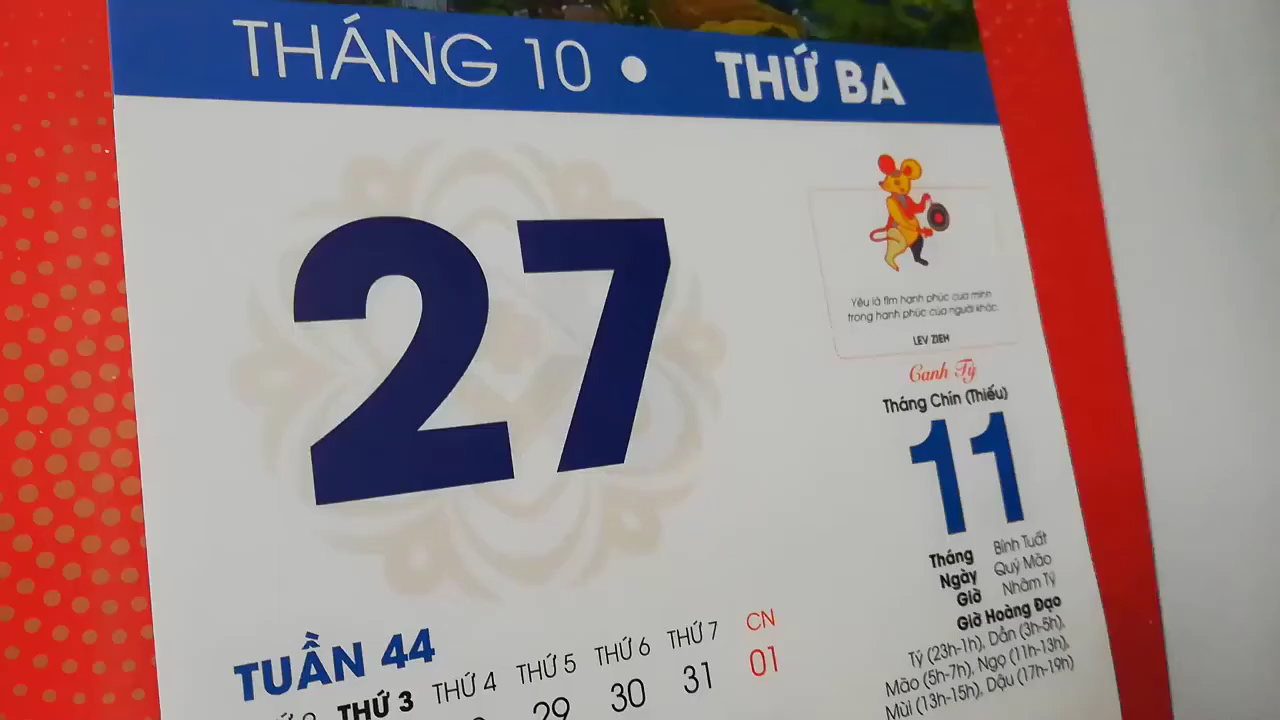 THÁNG 10 • THỨ BA
27
Yêu là tìm hạnh phúc của mình
trong hạnh phúc của người khác.
LEV ZIEH
Canh Tý
Tháng Chín (Thiếu)
11
Tháng Bính Tuất
Ngày Quý Mão
Giờ Nhâm Tý
Giờ Hoàng Đạo
Tý (23h-1h), Dần (3h-5h),
Mão (5h-7h), Ngọ (11h-13h),
Mùi (13h-15h), Dậu (17h-19h)
TUẦN 44
THỨ 3 THỨ 4 THỨ 5 THỨ 6 THỨ 7 CN
29 30 31 01